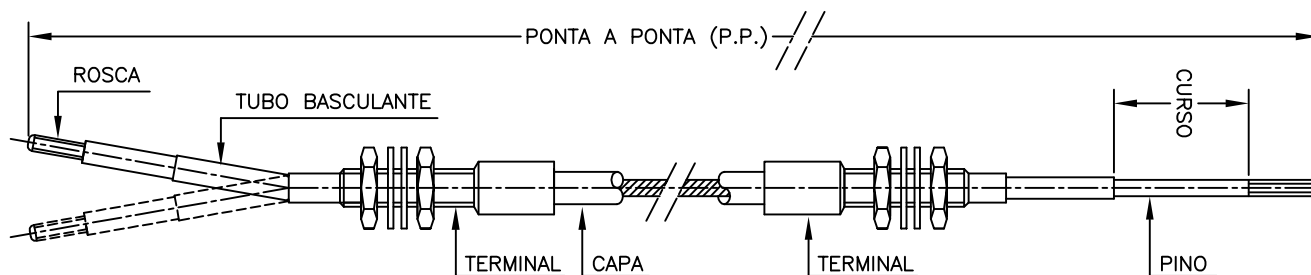 PONTA A PONTA (P.P.)
ROSCA
TUBO BASCULANTE
CURSO
TERMINAL
CAPA
TERMINAL
PINO